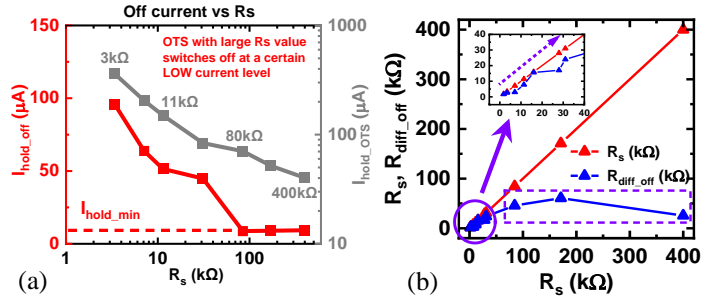 Off current vs Rs
OTS with large Rs value
switches off at a certain
LOW current level
150
100
50
0
I_hold_off (µA)
3kΩ
11kΩ
80kΩ
400kΩ
I_hold_min
1000
100
10
I_hold_OTS (µA)
1
10
100
R_s (kΩ)
(a)
R_s, R_diff_off (kΩ)
400
300
200
100
0
40
30
20
10
0
0 10 20 30 40
R_s (kΩ)
R_diff_off (kΩ)
0 100 200 300 400
R_s (kΩ)
(b)